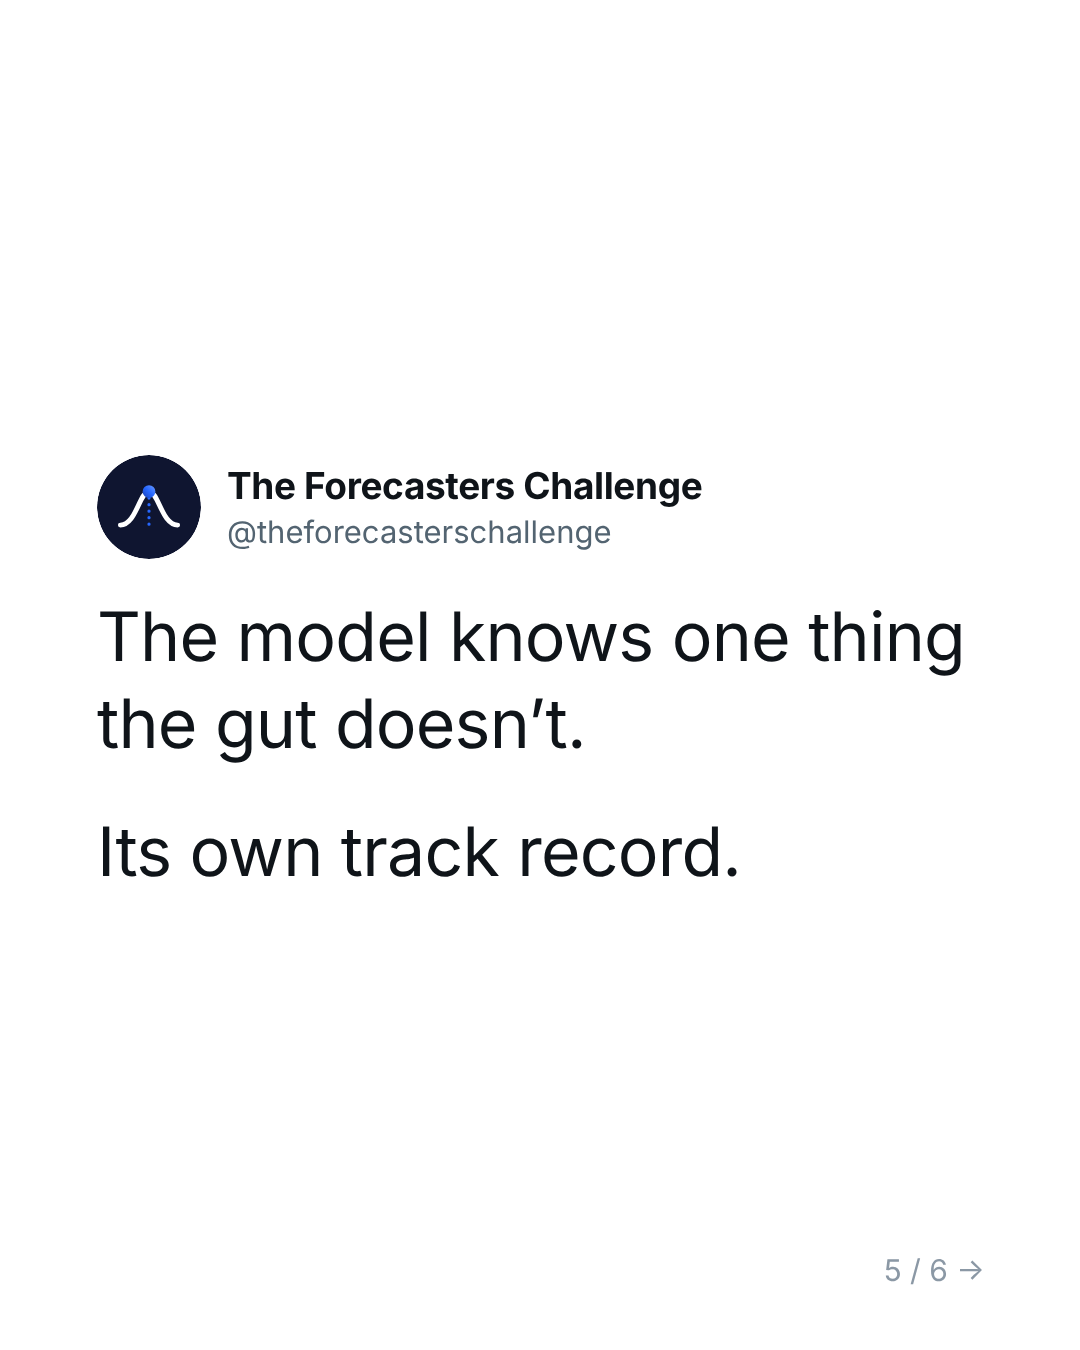 The Forecasters Challenge
@theforecasterschallenge
The model knows one thing
the gut doesn’t.
Its own track record.
5 / 6 →